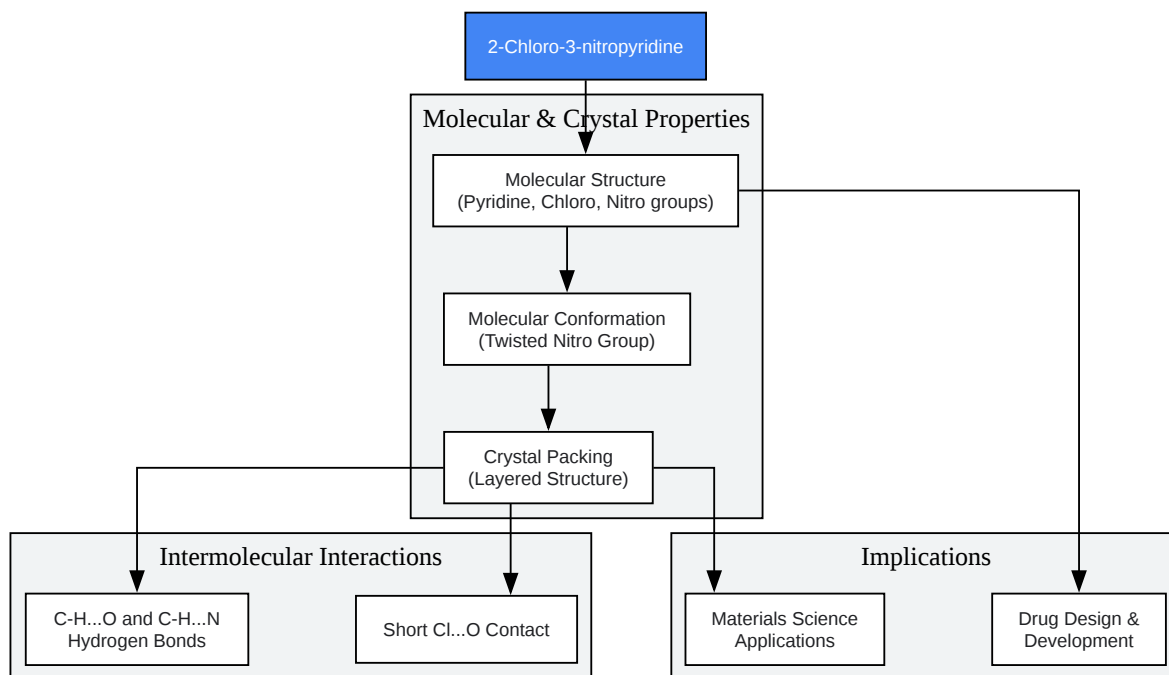 2-Chloro-3-nitropyridine
Molecular & Crystal Properties
Molecular Structure
(Pyridine, Chloro, Nitro groups)
Molecular Conformation
(Twisted Nitro Group)
Crystal Packing
(Layered Structure)
Intermolecular Interactions
C-H...O and C-H...N
Hydrogen Bonds
Short Cl...O Contact
Implications
Materials Science
Applications
Drug Design &
Development